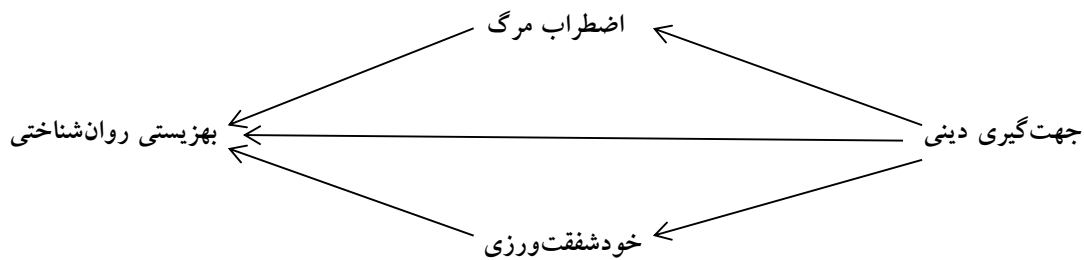 اضطراب مرگ
جهت‌گیری دینی
بهزیستی روان‌شناختی
خودشفقت‌ورزی